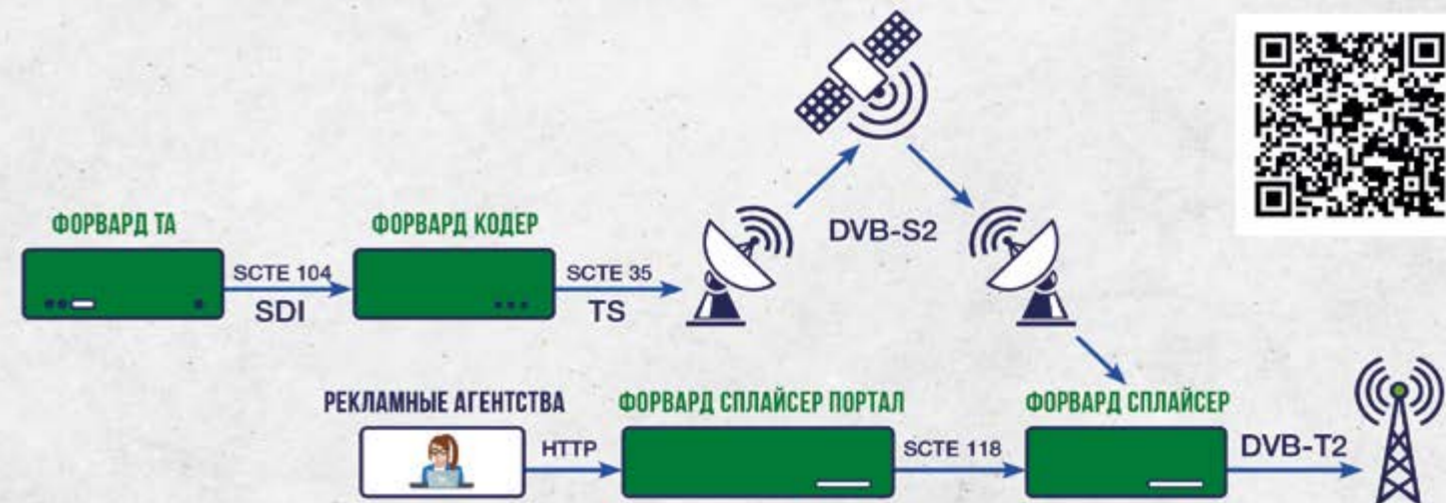 DVB-S2
ФОРВАРД ТА
ФОРВАРД КОДЕР
SCTE 104
SDI
SCTE 35
TS
РЕКЛАМНЫЕ АГЕНТСТВА
ФОРВАРД СПЛАЙСЕР ПОРТАЛ
ФОРВАРД СПЛАЙСЕР
HTTP
SCTE 118
DVB-T2